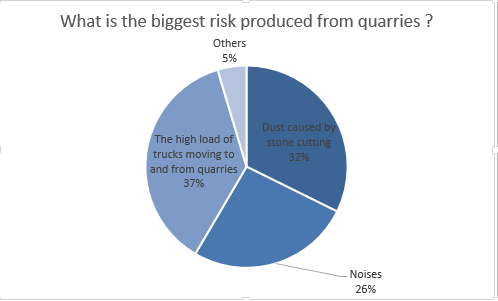 What is the biggest risk produced from quarries ?
Others
5%
Dust caused by
stone cutting
32%
The high load of
trucks moving to
and from quarries
37%
Noises
26%